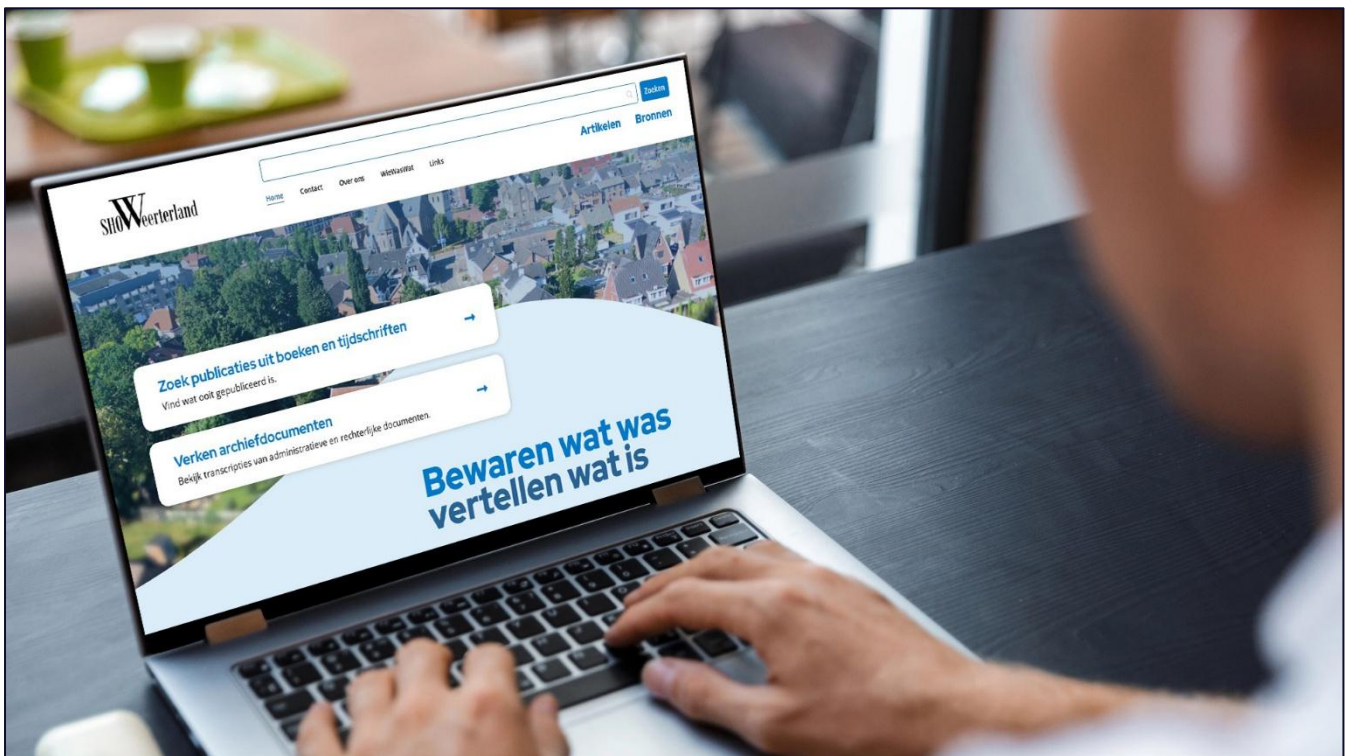 Zoeken
SHOWeerterland
Home Contact Over ons WieWasWat Links
Artikelen Bronnen
Zoek publicaties uit boeken en tijdschriften
Vind wat ooit gepubliceerd is.
Verken archiefdocumenten
Bekijk transcripties van administratieve en rechterlijke documenten.
Bewaren wat was
vertellen wat is